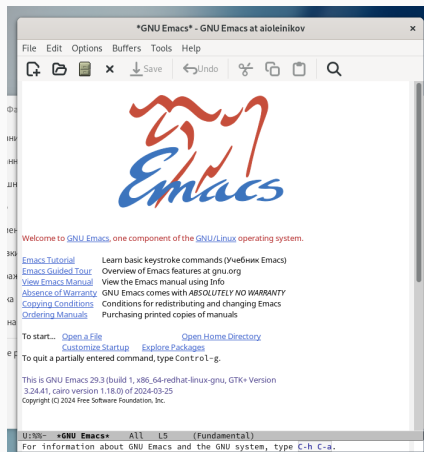 *GNU Emacs* - GNU Emacs at aioleinikov
File Edit Options Buffers Tools Help
Save Undo
Emacs
Welcome to GNU Emacs, one component of the GNU/Linux operating system.
Emacs Tutorial Learn basic keystroke commands (Учебник Emacs)
Emacs Guided Tour Overview of Emacs features at gnu.org
View Emacs Manual View the Emacs manual using Info
Absence of Warranty GNU Emacs comes with ABSOLUTELY NO WARRANTY
Copying Conditions Conditions for redistributing and changing Emacs
Ordering Manuals Purchasing printed copies of manuals
To start... Open a File Open Home Directory
Customize Startup Explore Packages
To quit a partially entered command, type Control-g.
This is GNU Emacs 29.3 (build 1, x86_64-redhat-linux-gnu, GTK+ Version
3.24.41, cairo version 1.18.0) of 2024-03-25
Copyright (C) 2024 Free Software Foundation, Inc.
U:%%- *GNU Emacs* All L5 (Fundamental)
For information about GNU Emacs and the GNU system, type C-h C-a.